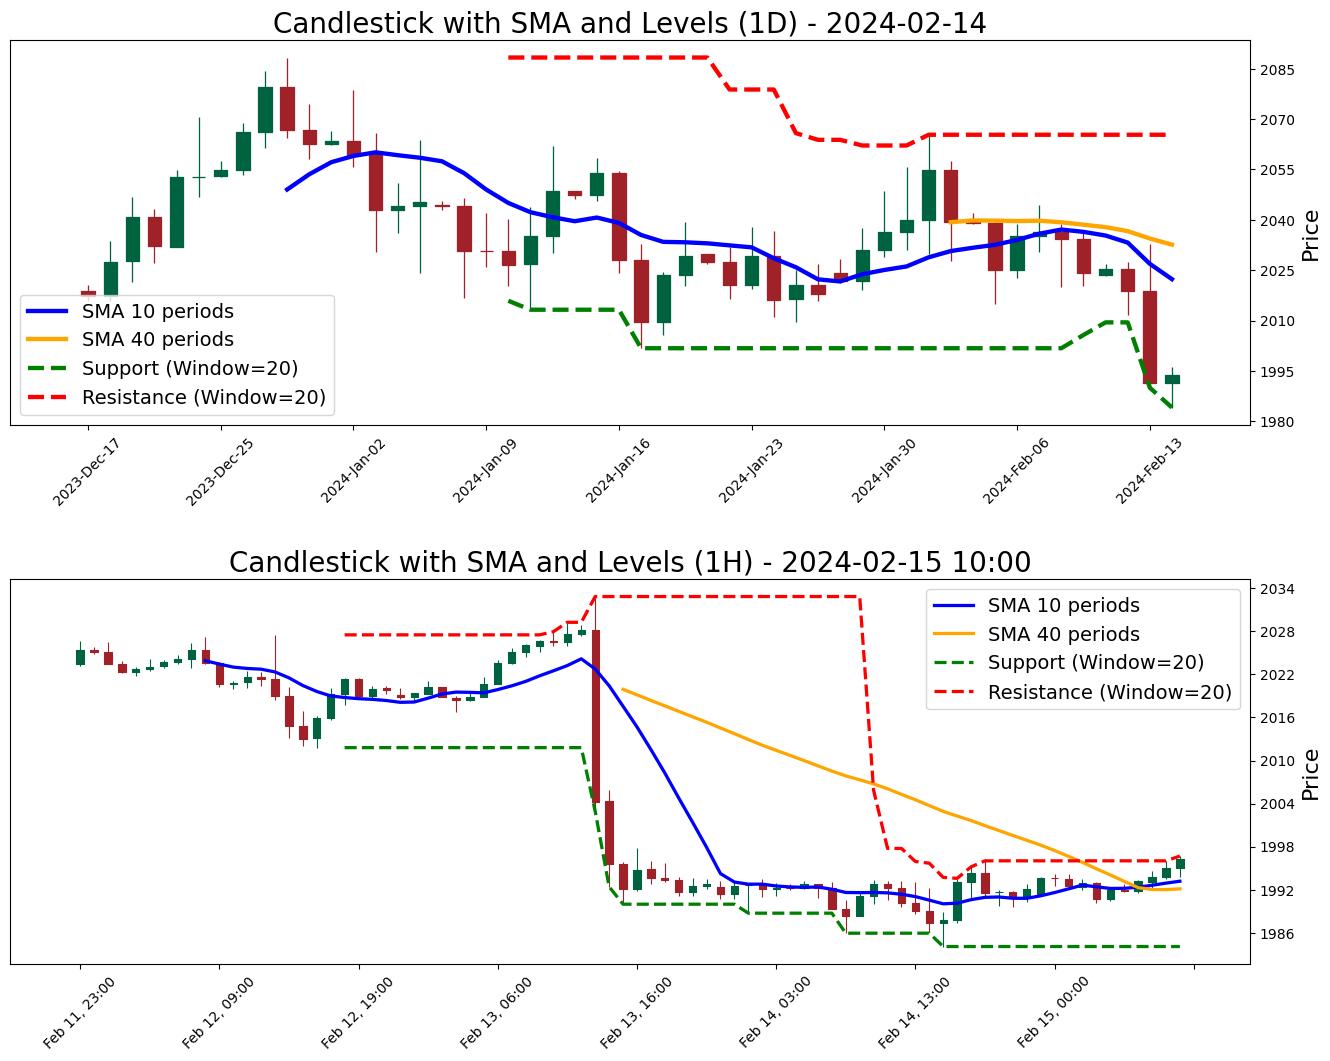 Candlestick with SMA and Levels (1D) - 2024-02-14
2085
2070
2055
2040
2025
2010
1995
1980
Price
SMA 10 periods
SMA 40 periods
Support (Window=20)
Resistance (Window=20)
2023-Dec-17
2023-Dec-25
2024-Jan-02
2024-Jan-09
2024-Jan-16
2024-Jan-23
2024-Jan-30
2024-Feb-06
2024-Feb-13
Candlestick with SMA and Levels (1H) - 2024-02-15 10:00
SMA 10 periods
SMA 40 periods
Support (Window=20)
Resistance (Window=20)
2034
2028
2022
2016
2010
2004
1998
1992
1986
Price
Feb 11, 23:00
Feb 12, 09:00
Feb 12, 19:00
Feb 13, 06:00
Feb 13, 16:00
Feb 14, 03:00
Feb 14, 13:00
Feb 15, 00:00